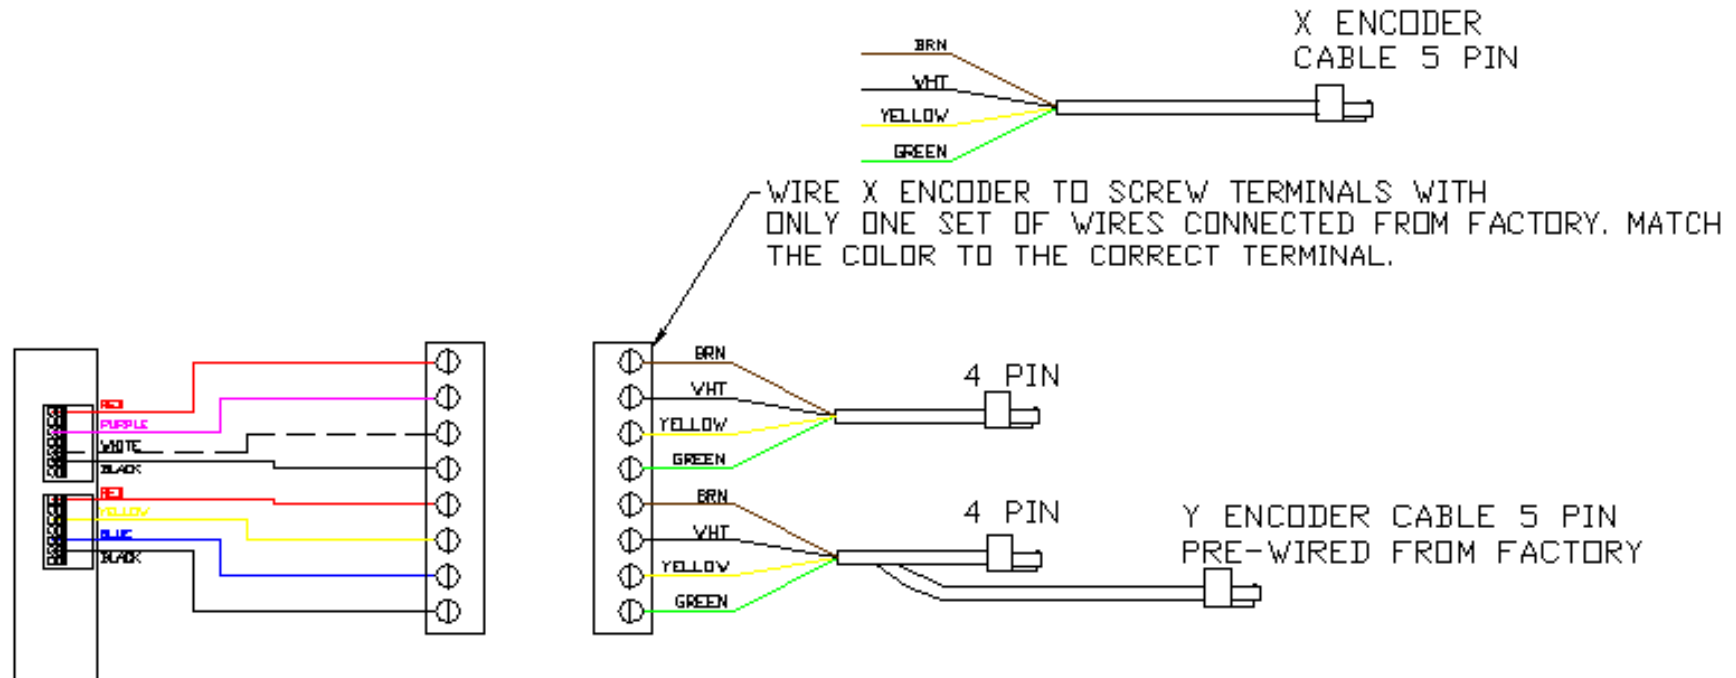 X ENCODER
CABLE 5 PIN
BRN
WHT
YELLOW
GREEN
WIRE X ENCODER TO SCREW TERMINALS WITH
ONLY ONE SET OF WIRES CONNECTED FROM FACTORY. MATCH
THE COLOR TO THE CORRECT TERMINAL.
RED
PURPLE
WHITE
BLACK
RED
YELLOW
BLUE
BLACK
BRN
WHT
YELLOW
GREEN
4 PIN
BRN
WHT
YELLOW
GREEN
4 PIN
Y ENCODER CABLE 5 PIN
PRE-WIRED FROM FACTORY